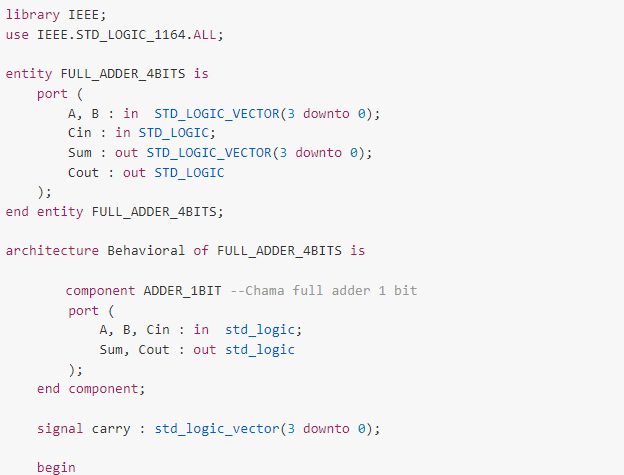 library IEEE;
use IEEE.STD_LOGIC_1164.ALL;
entity FULL_ADDER_4BITS is
port (
A, B : in  STD_LOGIC_VECTOR(3 downto 0);
Cin : in STD_LOGIC;
Sum : out STD_LOGIC_VECTOR(3 downto 0);
Cout : out STD_LOGIC
);
end entity FULL_ADDER_4BITS;
architecture Behavioral of FULL_ADDER_4BITS is
component ADDER_1BIT --Chama full adder 1 bit
port (
A, B, Cin : in  std_logic;
Sum, Cout : out std_logic
);
end component;
signal carry : std_logic_vector(3 downto 0);
begin